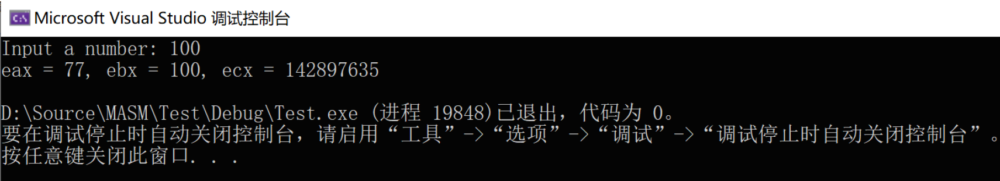 Microsoft Visual Studio 调试控制台
Input a number: 100
eax = 77, ebx = 100, ecx = 142897635
D:\Source\MASM\Test\Debug\Test.exe (进程 19848)已退出，代码为 0。
要在调试停止时自动关闭控制台，请启用“工具”->“选项”->“调试”->“调试停止时自动关闭控制台”。
按任意键关闭此窗口. . .